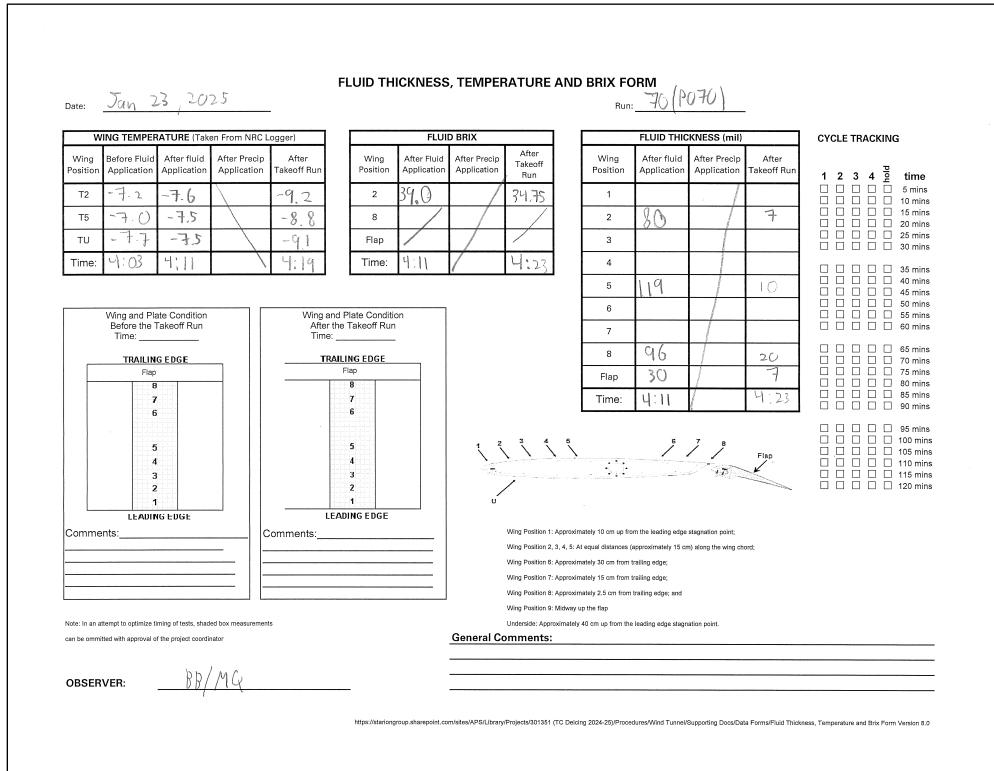 FLUID THICKNESS, TEMPERATURE AND BRIX FORM
Date: Jan 23, 2025
Run: 70 (P070)
WING TEMPERATURE (Taken From NRC Logger)
Wing Position Before Fluid Application After fluid Application After Precip Application After Takeoff Run
T2 -7.2 -7.6 -9.2
T5 -7.0 -7.5 -8.8
TU -7.7 -7.5 -9.1
Time: 4:03 4:11 4:19
FLUID BRIX
Wing Position After Fluid Application After Precip Application After Takeoff Run
2 39.0 34.75
8
Flap
Time: 4:11 4:23
FLUID THICKNESS (mil)
Wing Position After fluid Application After Precip Application After Takeoff Run
1
2 80 7
3
4
5 119 10
6
7
8 96 20
Flap 30 7
Time: 4:11 4:23
CYCLE TRACKING
1 2 3 4 hold time
5 mins
10 mins
15 mins
20 mins
25 mins
30 mins
35 mins
40 mins
45 mins
50 mins
55 mins
60 mins
65 mins
70 mins
75 mins
80 mins
85 mins
90 mins
95 mins
100 mins
105 mins
110 mins
115 mins
120 mins
Wing and Plate Condition
Before the Takeoff Run
Time:
TRAILING EDGE
Flap
8
7
6
5
4
3
2
1
LEADING EDGE
Comments:
Wing and Plate Condition
After the Takeoff Run
Time:
TRAILING EDGE
Flap
8
7
6
5
4
3
2
1
LEADING EDGE
Comments:
1 2 3 4 5 6 7 8
Flap
U
Wing Position 1: Approximately 10 cm up from the leading edge stagnation point;
Wing Position 2, 3, 4, 5: At equal distances (approximately 15 cm) along the wing chord;
Wing Position 6: Approximately 30 cm from trailing edge;
Wing Position 7: Approximately 15 cm from trailing edge;
Wing Position 8: Approximately 2.5 cm from trailing edge; and
Wing Position 9: Midway up the flap
Underside: Approximately 40 cm up from the leading edge stagnation point.
Note: In an attempt to optimize timing of tests, shaded box measurements
can be ommitted with approval of the project coordinator
General Comments:
OBSERVER: BB/MQ
https://stariongroup.sharepoint.com/sites/APS/Library/Projects/301351 (TC Deicing 2024-25)/Procedures/Wind Tunnel/Supporting Docs/Data Forms/Fluid Thickness, Temperature and Brix Form Version 8.0